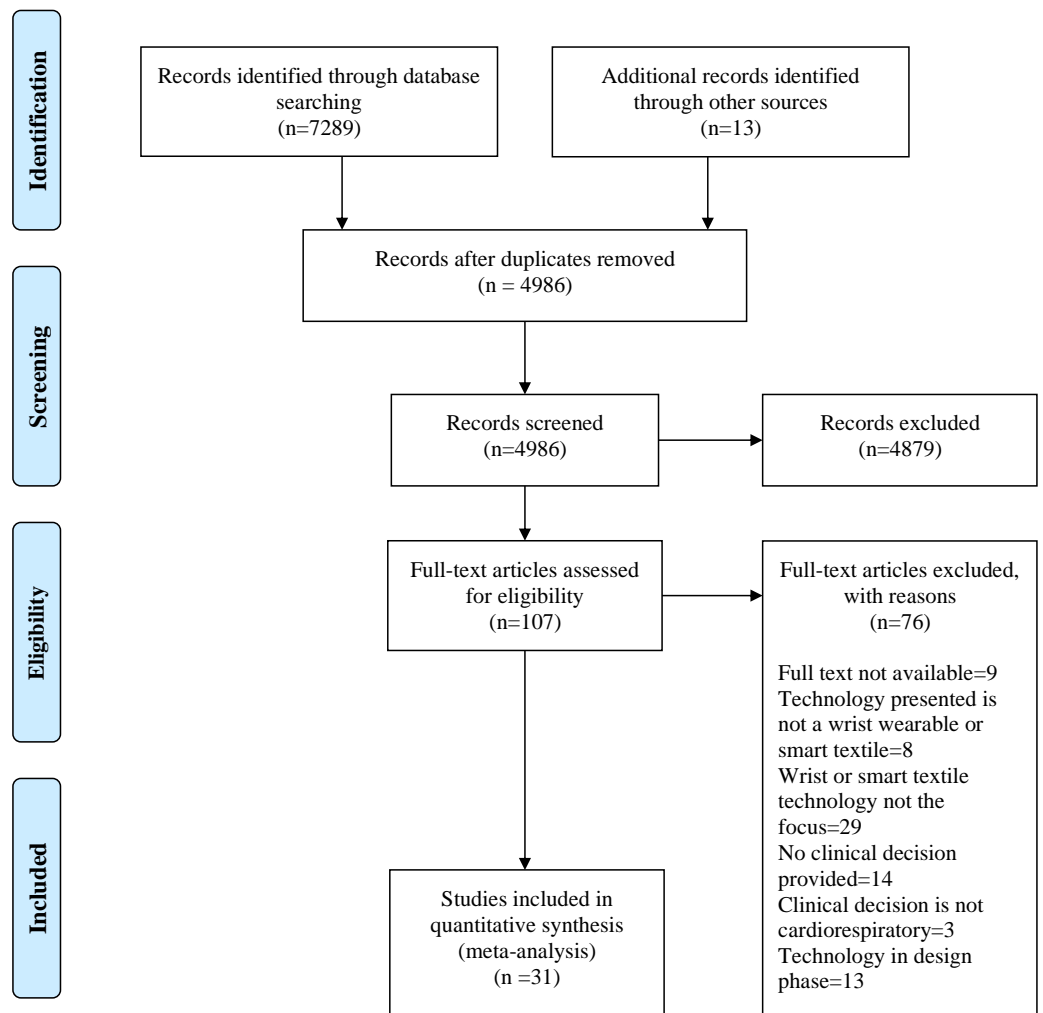 Identification
Records identified through database
searching
(n=7289)
Additional records identified
through other sources
(n=13)
Records after duplicates removed
(n = 4986)
Screening
Records screened
(n=4986)
Records excluded
(n=4879)
Eligibility
Full-text articles assessed
for eligibility
(n=107)
Full-text articles excluded,
with reasons
(n=76)
Full text not available=9
Technology presented is
not a wrist wearable or
smart textile=8
Wrist or smart textile
technology not the
focus=29
No clinical decision
provided=14
Clinical decision is not
cardiorespiratory=3
Technology in design
phase=13
Included
Studies included in
quantitative synthesis
(meta-analysis)
(n =31)